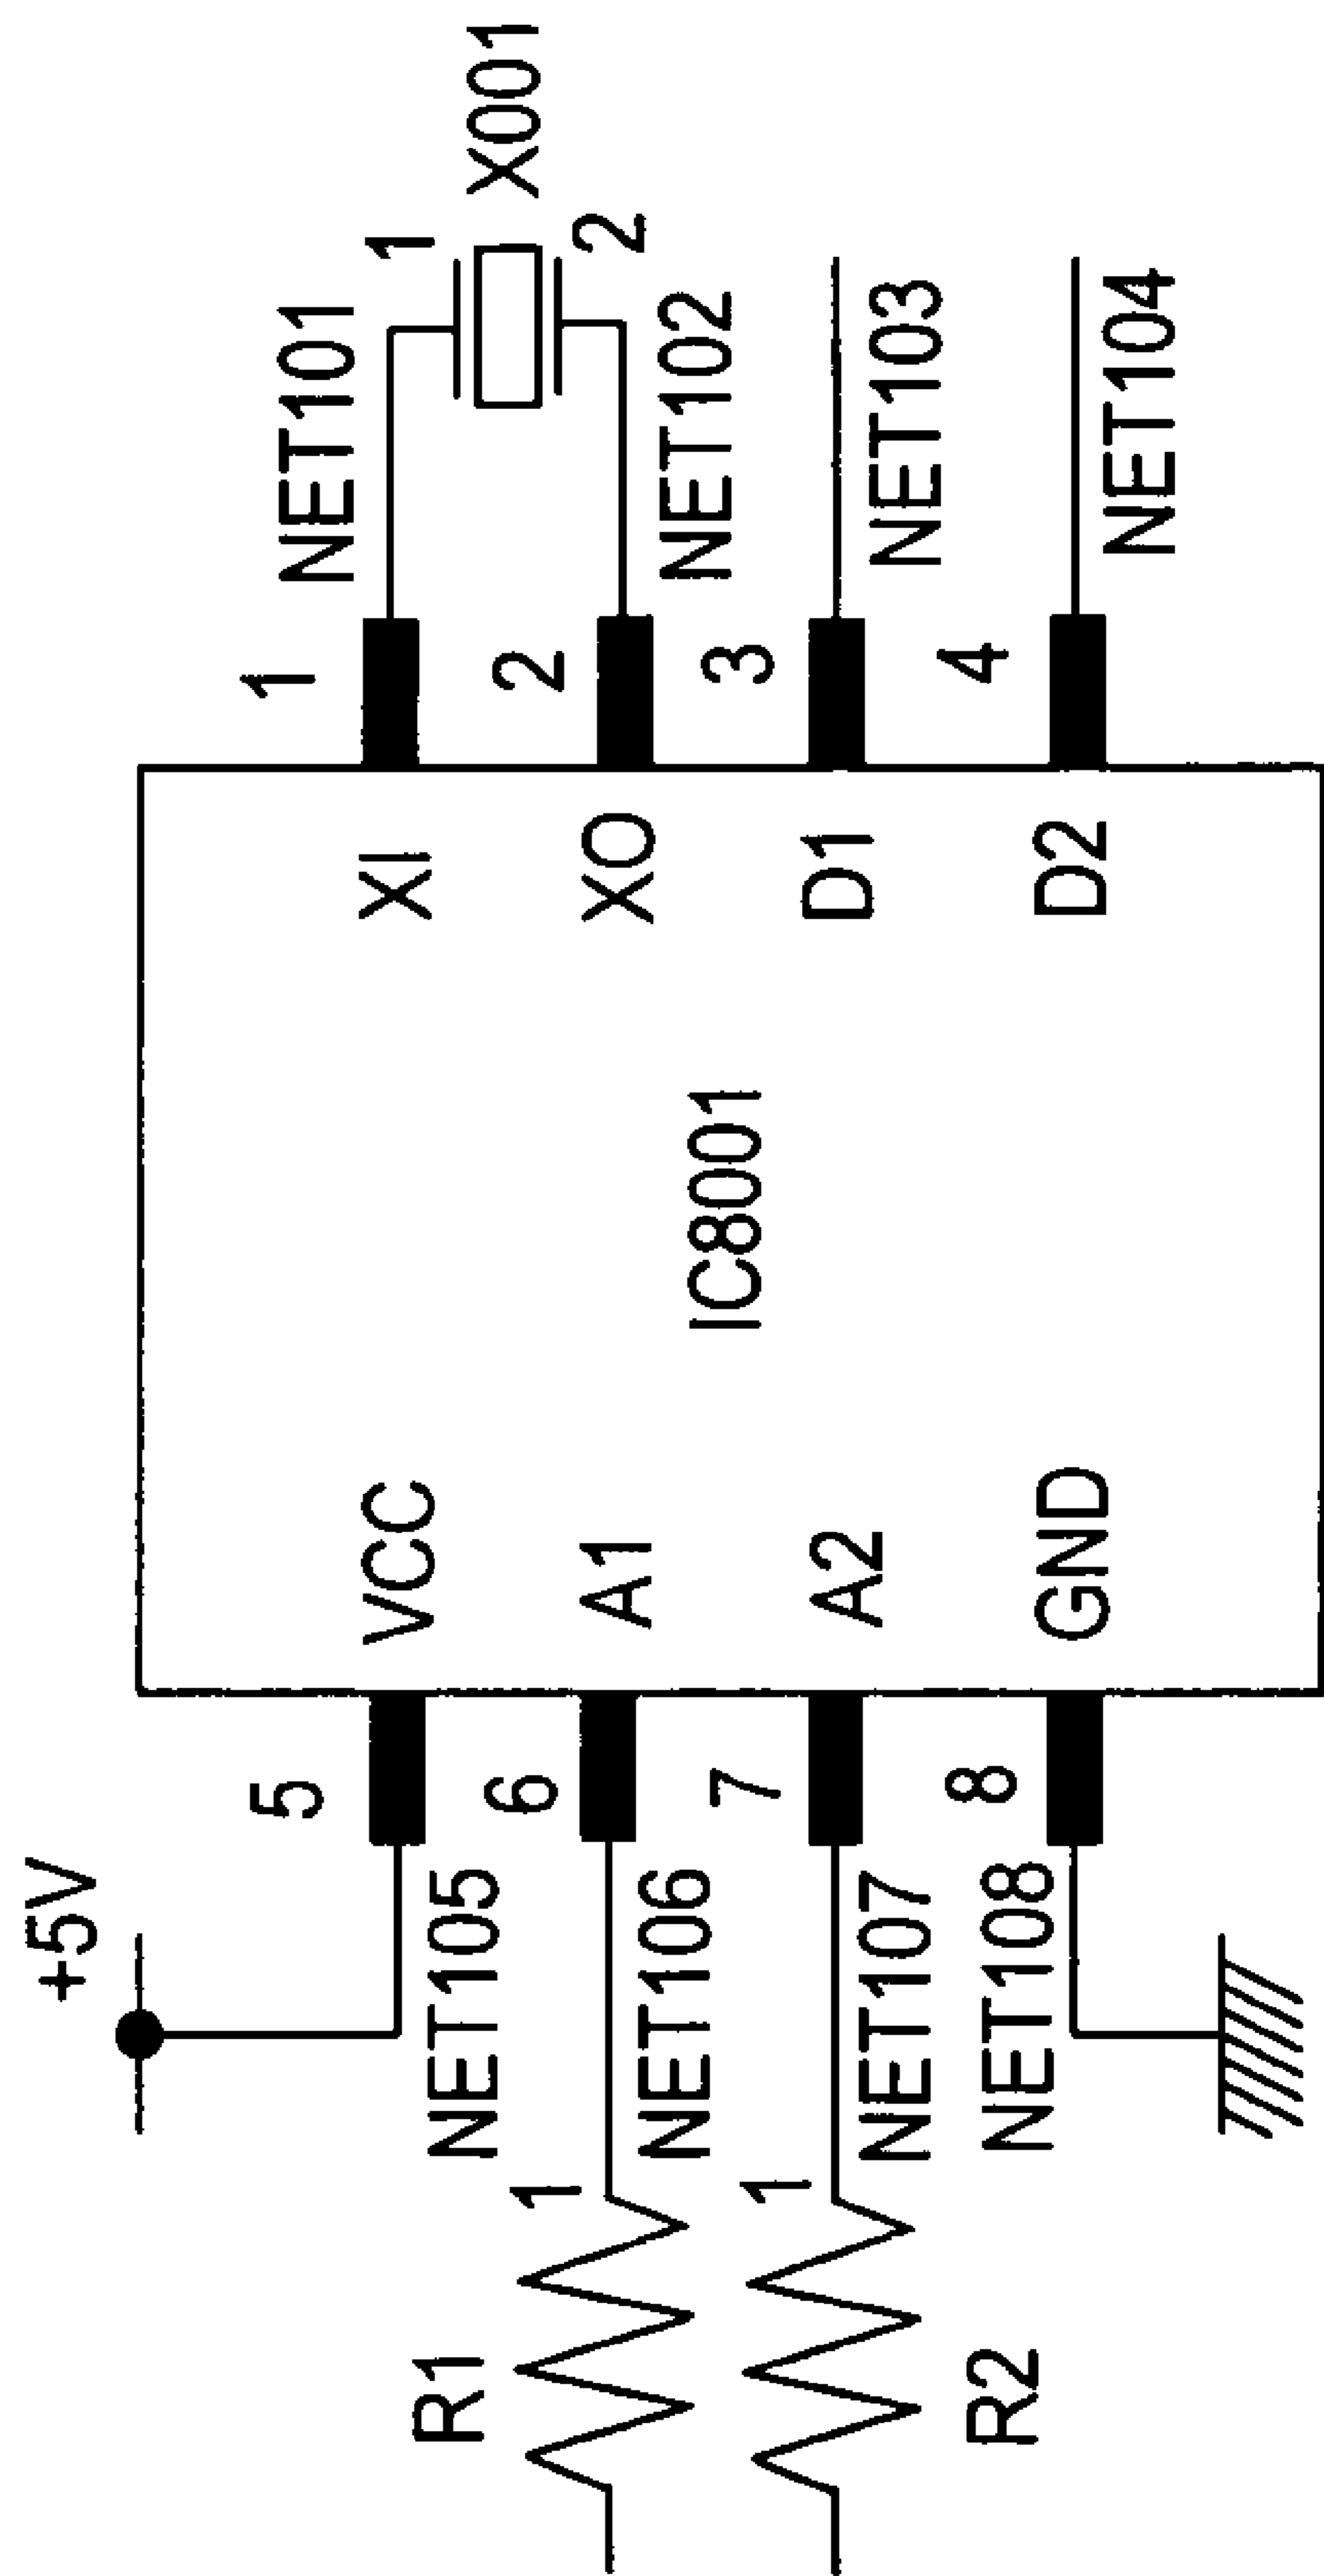 +5V
5
VCC
XI
1
NET101
1
X001
2
NET105
R1
1
6
A1
XO
2
NET102
NET106
IC8001
1
7
A2
D1
3
NET103
NET107
R2
NET108
8
GND
D2
4
NET104